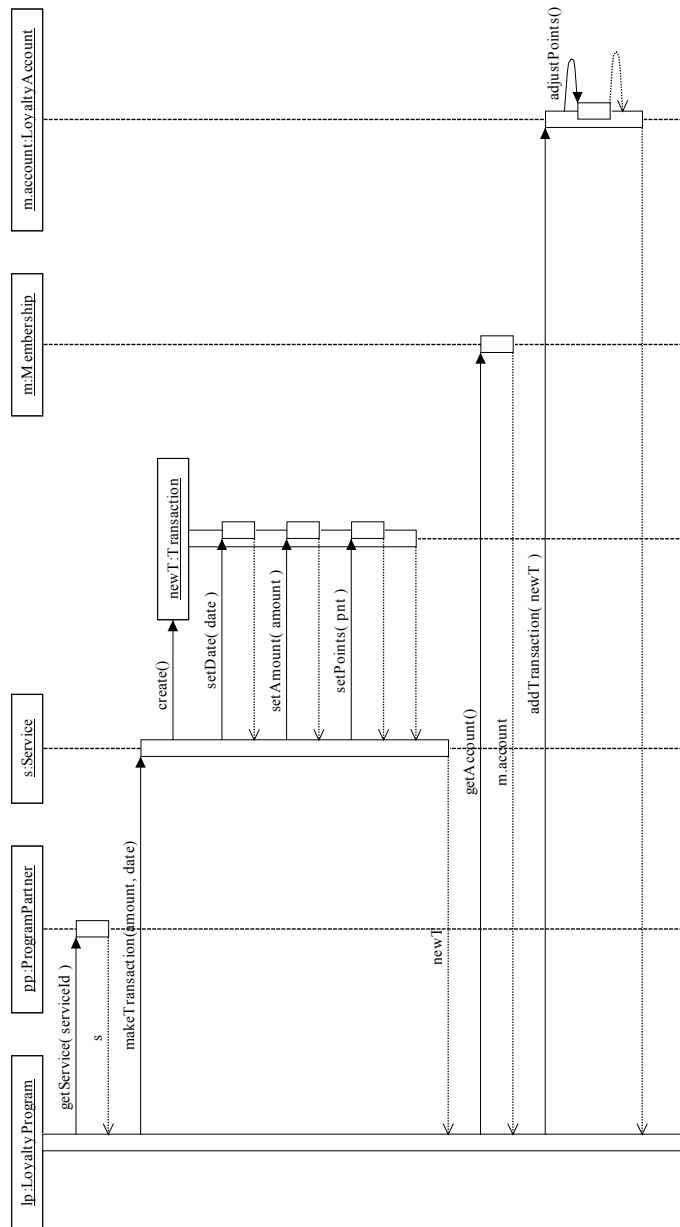 lp:LoyaltyProgram
pp:ProgramPartner
s:Service
m:Membership
m.account:LoyaltyAccount
getService( serviceId )
s
makeTransaction(amount, date)
create()
newT:Transaction
setDate( date )
setAmount( amount )
setPoints( pnt )
newT
getAccount()
m.account
addTransaction( newT )
adjustPoints()